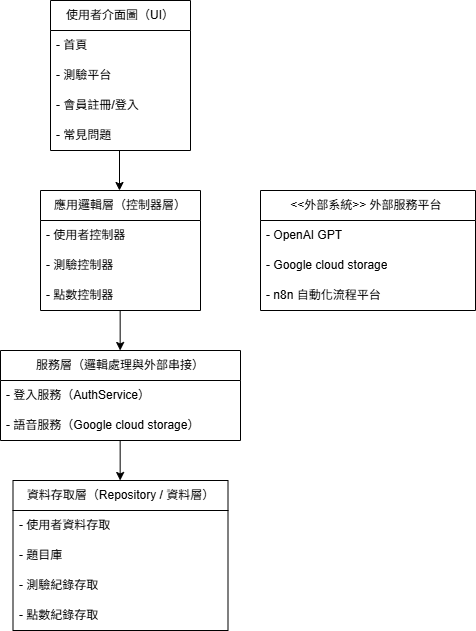 使用者介面圖（UI）
- 首頁
- 測驗平台
- 會員註冊/登入
- 常見問題
應用邏輯層（控制器層）
- 使用者控制器
- 測驗控制器
- 點數控制器
<<外部系統>> 外部服務平台
- OpenAI GPT
- Google cloud storage
- n8n 自動化流程平台
服務層（邏輯處理與外部串接）
- 登入服務（AuthService）
- 語音服務（Google cloud storage）
資料存取層（Repository / 資料層）
- 使用者資料存取
- 題目庫
- 測驗紀錄存取
- 點數紀錄存取